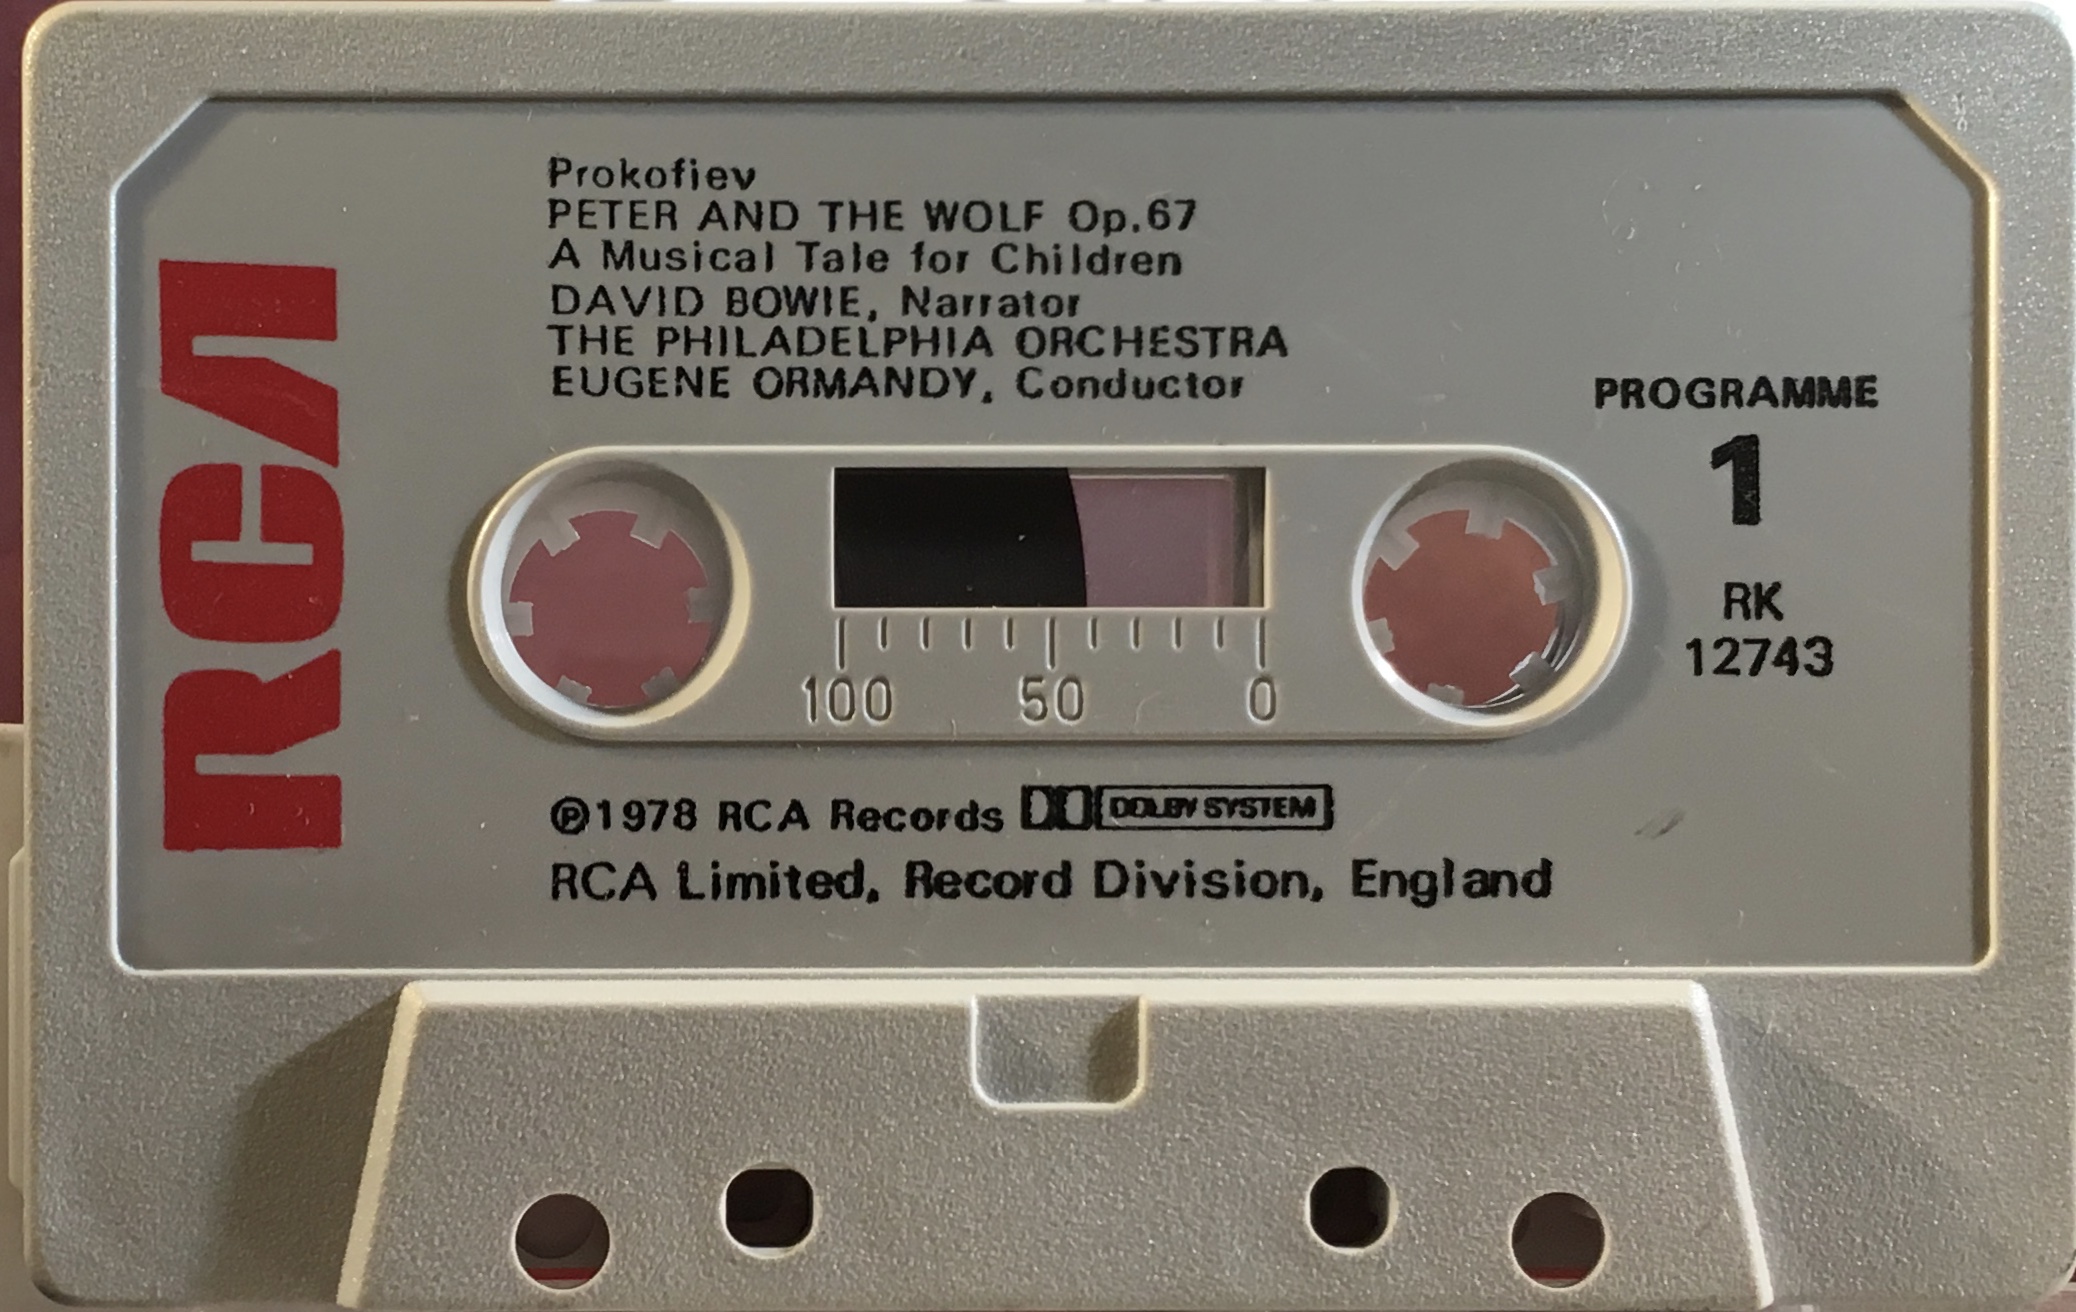 RCA
Prokofiev
PETER AND THE WOLF Op.67
A Musical Tale for Children
DAVID BOWIE, Narrator
THE PHILADELPHIA ORCHESTRA
EUGENE ORMANDY, Conductor
PROGRAMME
1
RK
12743
100 50 0
℗1978 RCA Records DOLBY SYSTEM
RCA Limited, Record Division, England